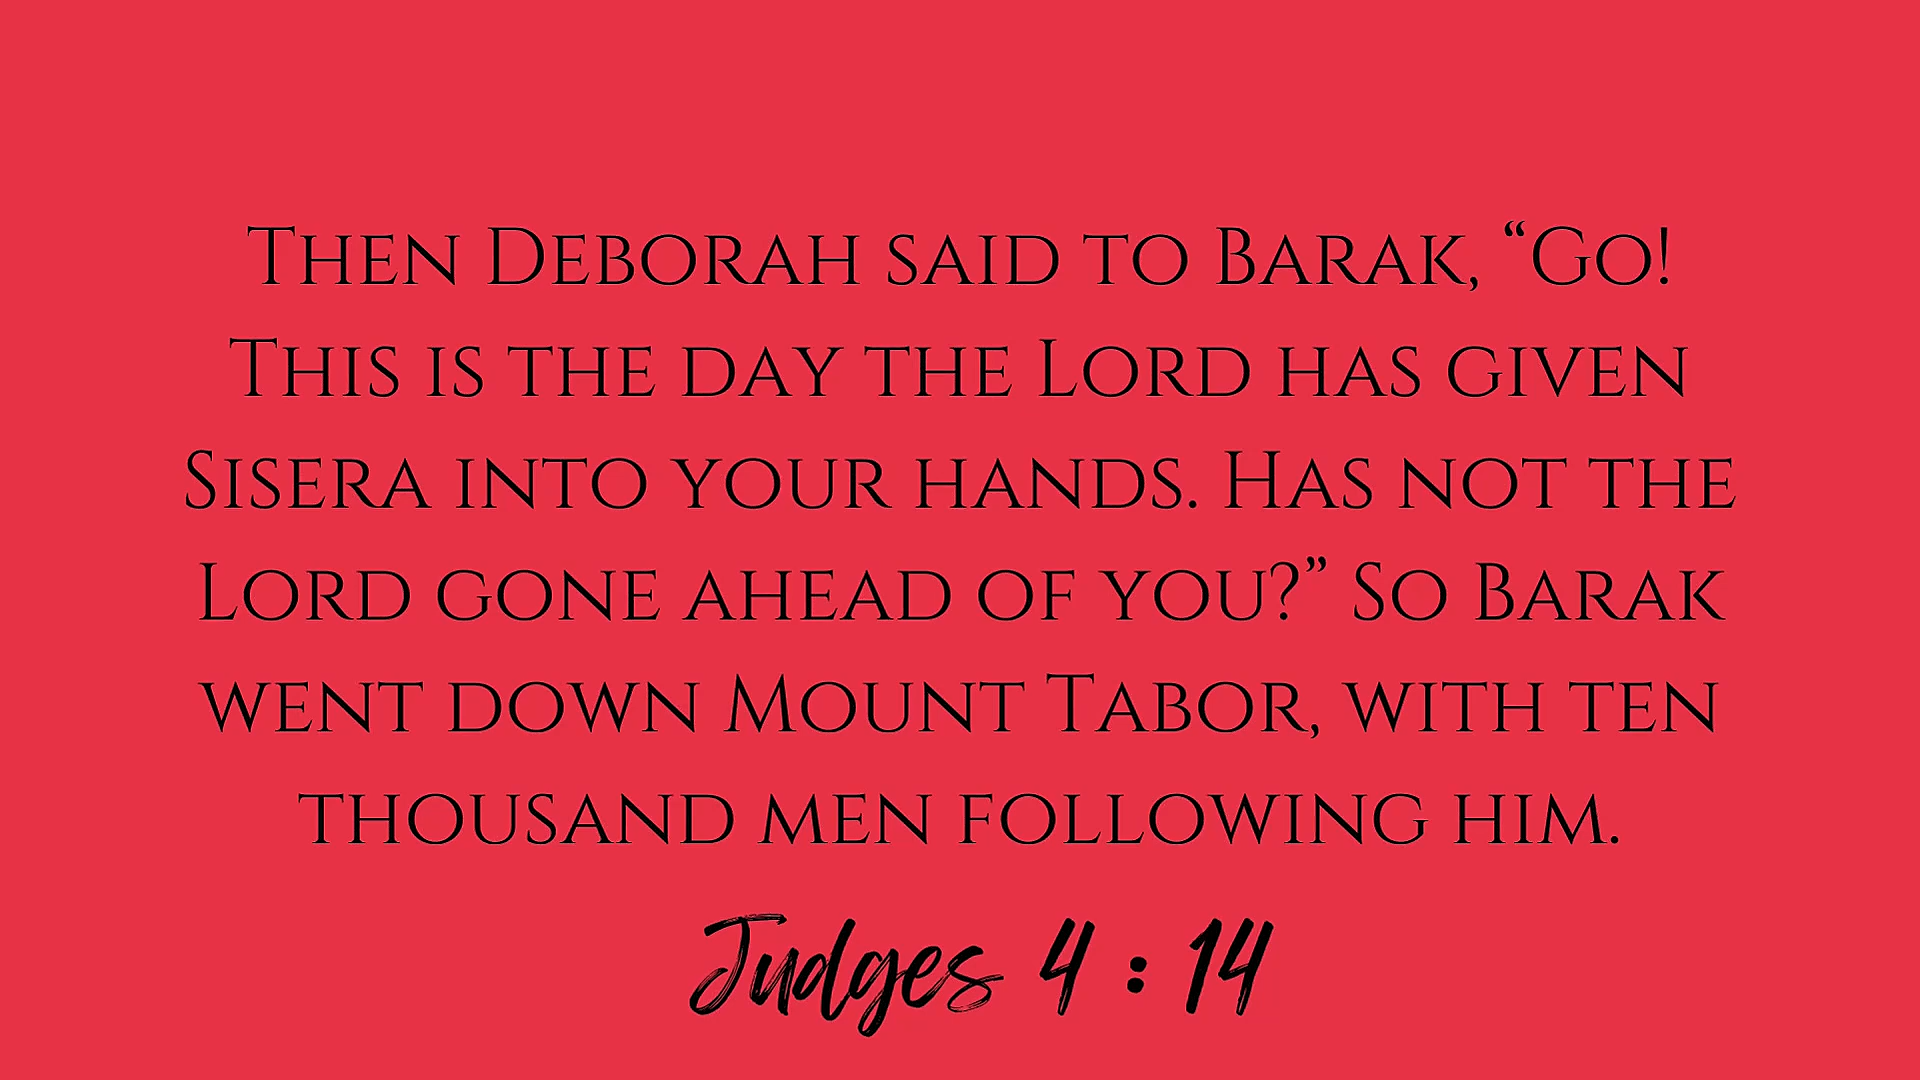 Then Deborah said to Barak, “Go!
This is the day the Lord has given
Sisera into your hands. Has not the
Lord gone ahead of you?” So Barak
went down Mount Tabor, with ten
thousand men following him.
Judges 4 : 14